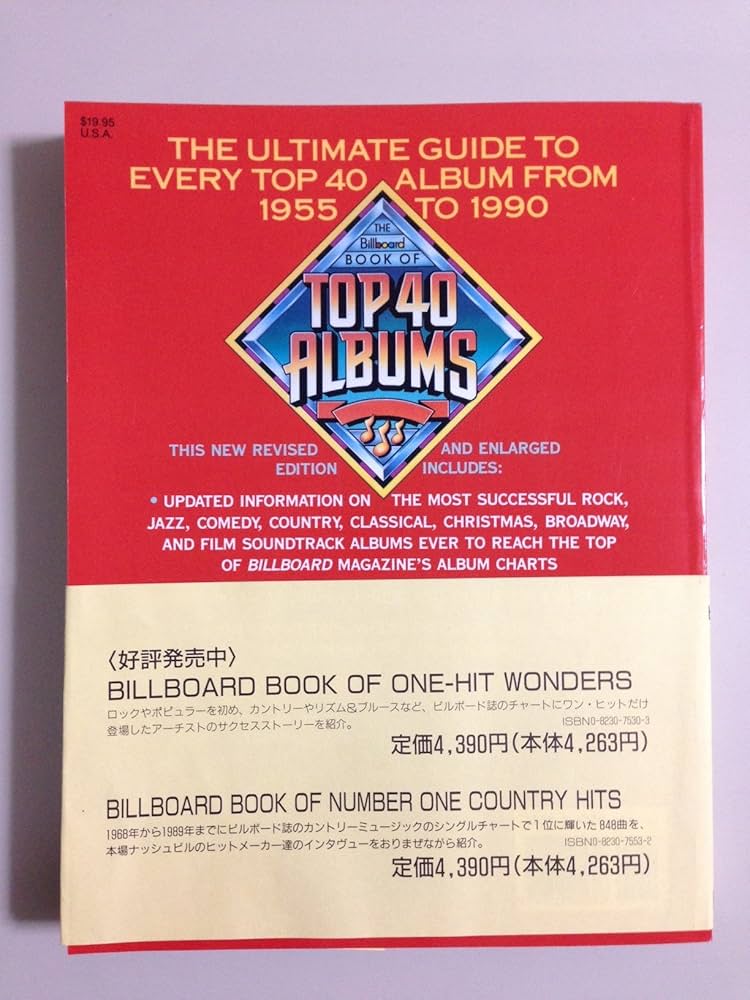 $19.95
U.S.A.
THE ULTIMATE GUIDE TO
EVERY TOP 40 ALBUM FROM
1955 TO 1990
THE
Billboard
BOOK OF
TOP 40
ALBUMS
THIS NEW REVISED AND ENLARGED
EDITION INCLUDES:
• UPDATED INFORMATION ON THE MOST SUCCESSFUL ROCK,
JAZZ, COMEDY, COUNTRY, CLASSICAL, CHRISTMAS, BROADWAY,
AND FILM SOUNDTRACK ALBUMS EVER TO REACH THE TOP
OF BILLBOARD MAGAZINE'S ALBUM CHARTS
〈好評発売中〉
BILLBOARD BOOK OF ONE-HIT WONDERS
ロックやポピュラーを初め、カントリーやリズム&ブルースなど、ビルボード誌のチャートにワン・ヒットだけ
登場したアーチストのサクセスストーリーを紹介。 ISBN0-8230-7530-3
定価4,390円(本体4,263円)
BILLBOARD BOOK OF NUMBER ONE COUNTRY HITS
1968年から1989年までにビルボード誌のカントリーミュージックのシングルチャートで1位に輝いた848曲を、
本場ナッシュビルのヒットメーカー達のインタヴューをおりまぜながら紹介。 ISBN0-8230-7553-2
定価4,390円(本体4,263円)